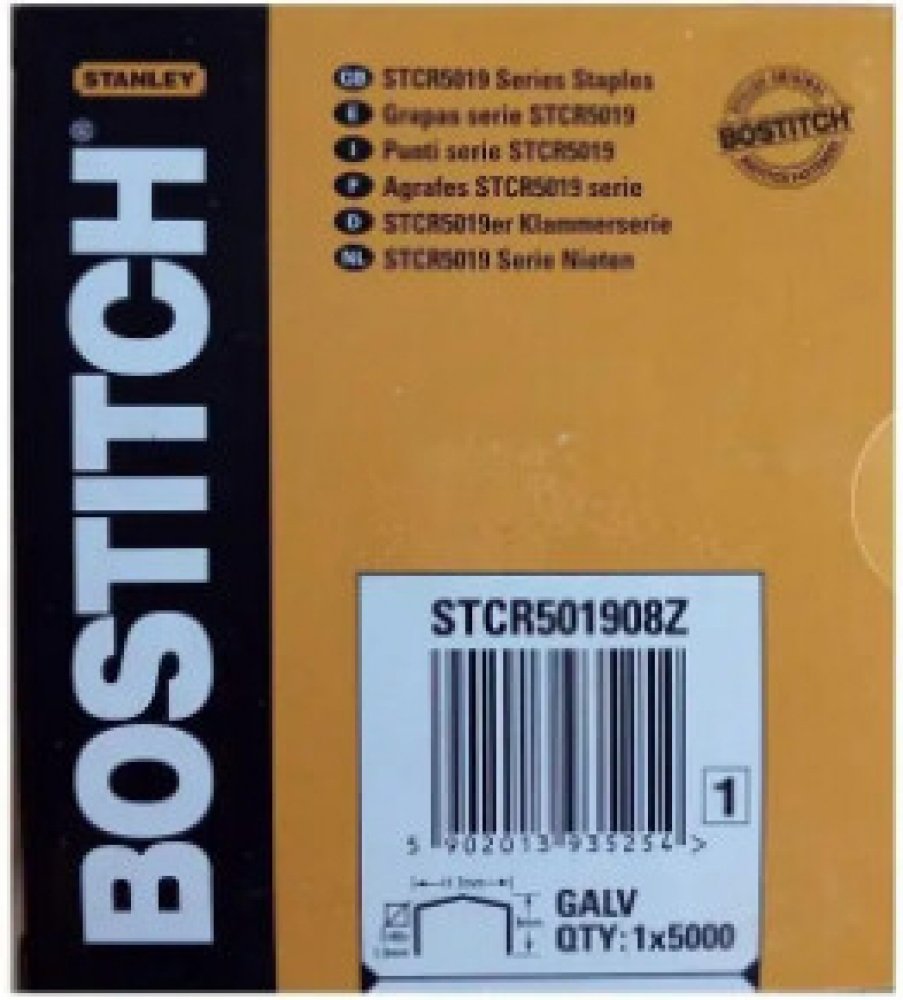 STANLEY
BOSTITCH®
GB STCR5019 Series Staples
E Grapas serie STCR5019
I Punti serie STCR5019
F Agrafes STCR5019 serie
D STCR5019er Klammerserie
NL STCR5019 Serie Nieten
BOSTITCH
STCR501908Z
1
5 902013 935254 >
GALV
QTY: 1x5000